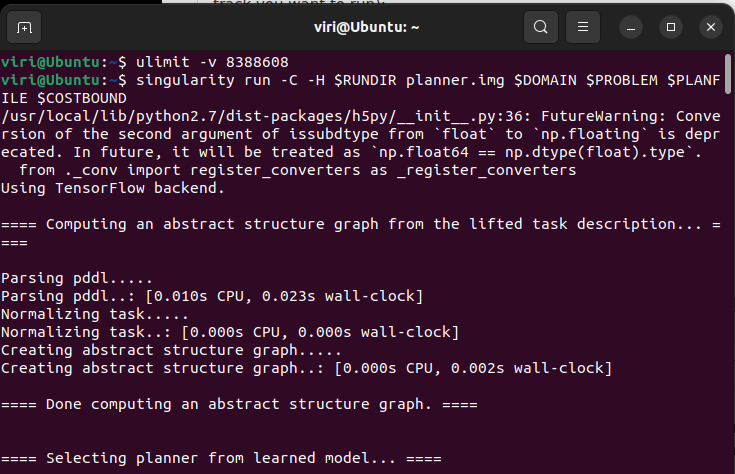 track you want to run):
viri@Ubuntu: ~
viri@Ubuntu:~$ ulimit -v 8388608
viri@Ubuntu:~$ singularity run -C -H $RUNDIR planner.img $DOMAIN $PROBLEM $PLANF
ILE $COSTBOUND
/usr/local/lib/python2.7/dist-packages/h5py/__init__.py:36: FutureWarning: Conve
rsion of the second argument of issubdtype from `float` to `np.floating` is depr
ecated. In future, it will be treated as `np.float64 == np.dtype(float).type`.
  from ._conv import register_converters as _register_converters
Using TensorFlow backend.
==== Computing an abstract structure graph from the lifted task description... =
===
Parsing pddl.....
Parsing pddl..: [0.010s CPU, 0.023s wall-clock]
Normalizing task.....
Normalizing task..: [0.000s CPU, 0.000s wall-clock]
Creating abstract structure graph.....
Creating abstract structure graph..: [0.000s CPU, 0.002s wall-clock]
==== Done computing an abstract structure graph. ====
==== Selecting planner from learned model... ====